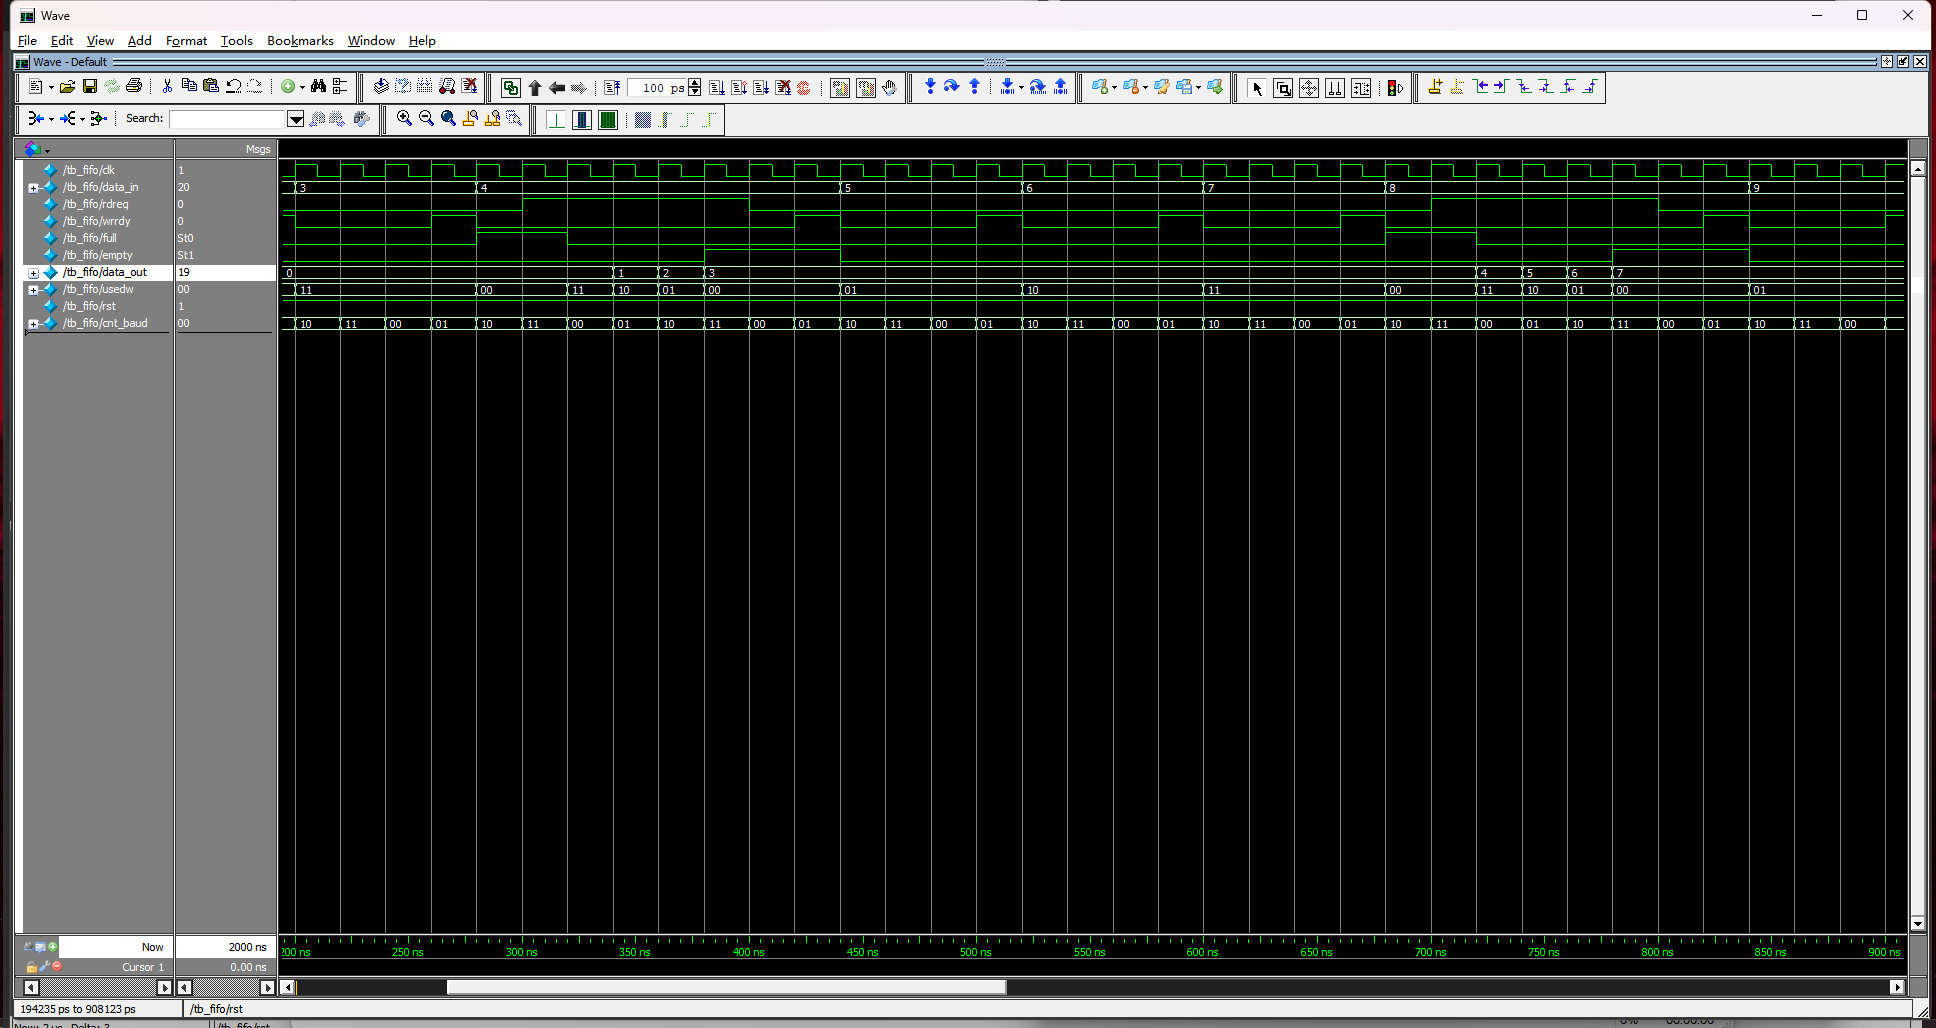 Wave
File Edit View Add Format Tools Bookmarks Window Help
Wave - Default
100 ps
Search:
Msgs
/tb_fifo/clk 1
/tb_fifo/data_in 20 3 4 5 6 7 8 9
/tb_fifo/rdreq 0
/tb_fifo/wrrdy 0
/tb_fifo/full St0
/tb_fifo/empty St1
/tb_fifo/data_out 19 0 1 2 3 4 5 6 7
/tb_fifo/usedw 00 11 00 11 10 01 00 01 10 11 00 11 10 01 00 01
/tb_fifo/rst 1
/tb_fifo/cnt_baud 00 10 11 00 01 10 11 00 01 10 11 00 01 10 11 00 01 10 11 00 01 10 11 00 01 10 11 00 01 10 11 00 01 10 11 00
Now 2000 ns 200 ns 250 ns 300 ns 350 ns 400 ns 450 ns 500 ns 550 ns 600 ns 650 ns 700 ns 750 ns 800 ns 850 ns 900 ns
Cursor 1 0.00 ns
194235 ps to 908123 ps /tb_fifo/rst